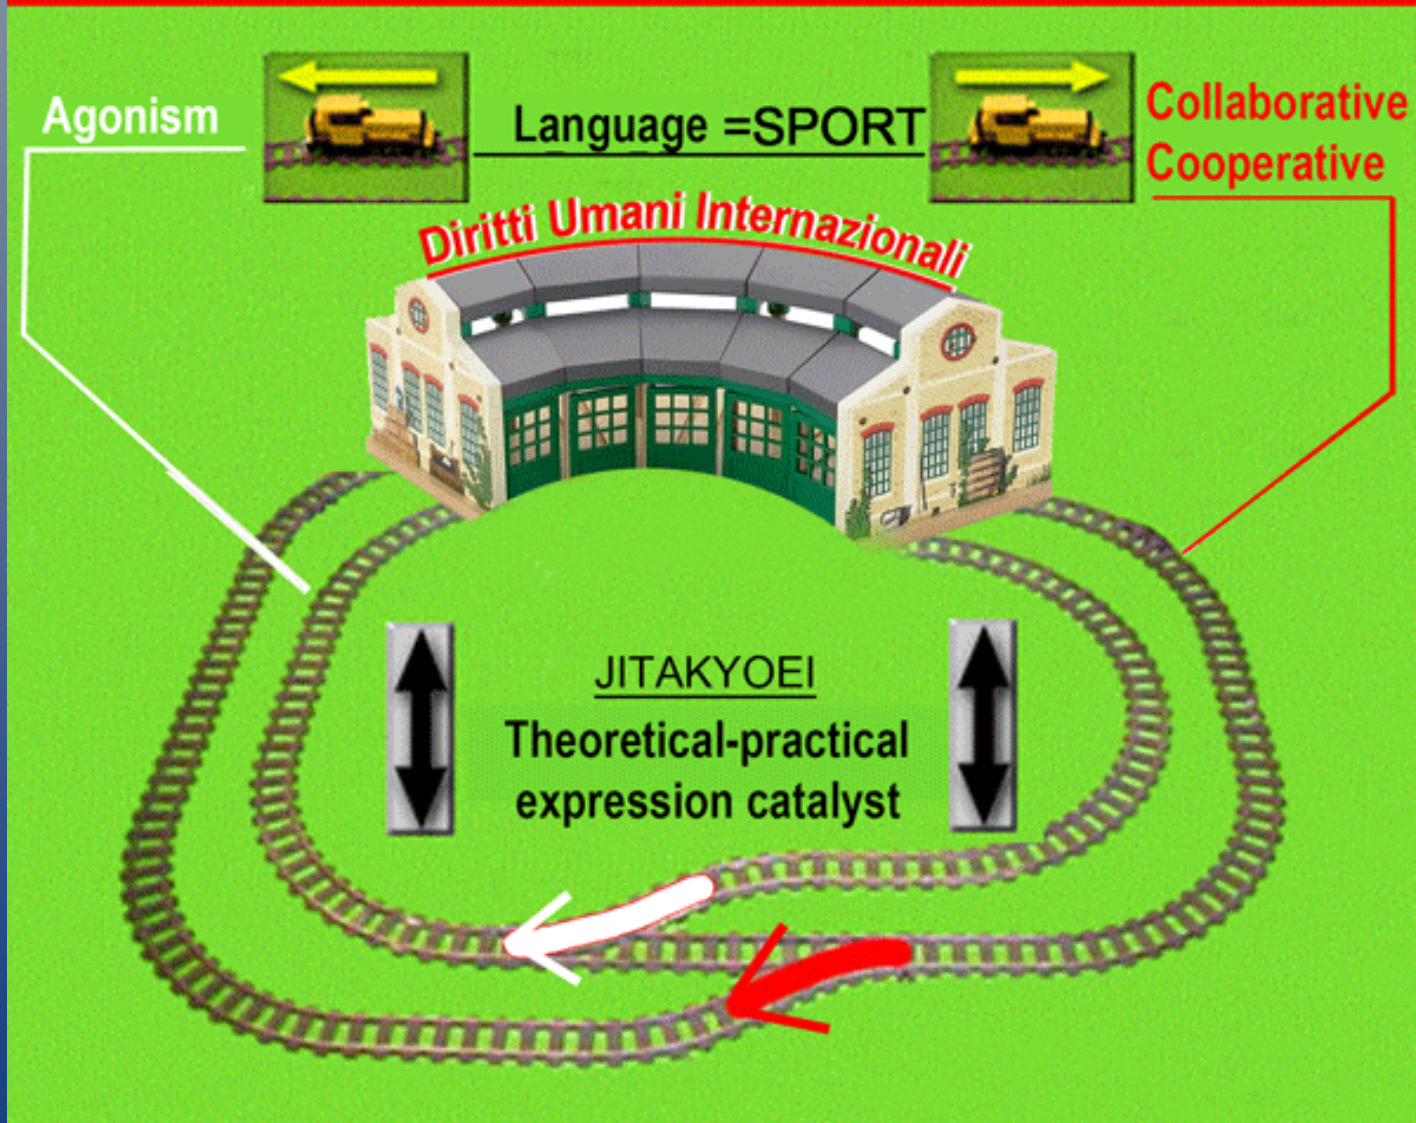 Agonism
Language =SPORT
Collaborative
Cooperative
Diritti Umani Internazionali
JITAKYOEI
Theoretical-practical
expression catalyst